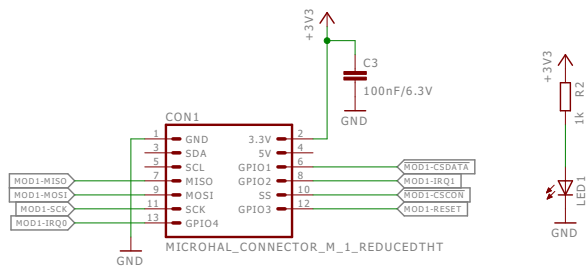 +3V3
C3
100nF/6.3V
GND
CON1
1 GND 3.3V 2
3 SDA 5V 4
5 SCL GPIO1 6 MOD1-CSDATA
MOD1-MISO 7 MISO GPIO2 8 MOD1-IRQ1
MOD1-MOSI 9 MOSI SS 10 MOD1-CSCON
MOD1-SCK 11 SCK GPIO3 12 MOD1-RESET
MOD1-IRQ0 13 GPIO4
MICROHAL_CONNECTOR_M_1_REDUCEDTHT
GND
+3V3
R2
1k
LED1
GND